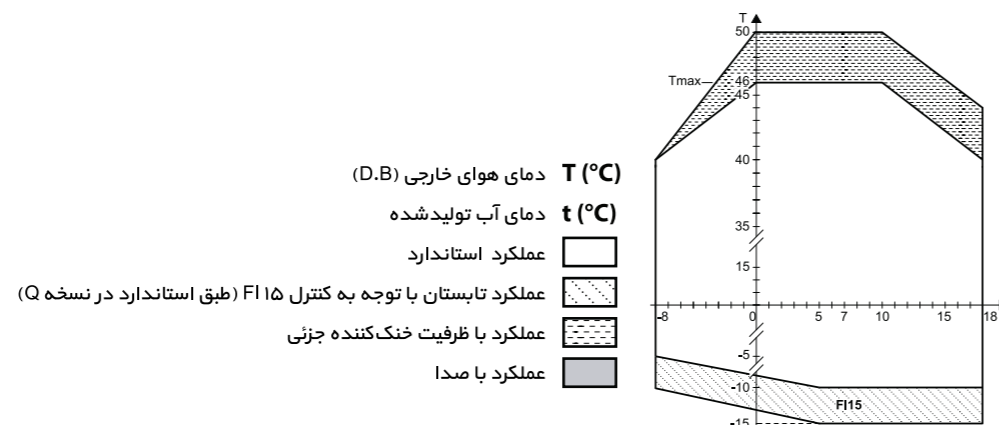 T (°C) دمای هوای خارجی (D.B)
t (°C) دمای آب تولیدشده
عملکرد استاندارد
عملکرد تابستان با توجه به کنترل FI ۱۵ (طبق استاندارد در نسخه Q)
عملکرد با ظرفیت خنک‌کننده جزئی
عملکرد با صدا
T
50
Tmax
46
45
40
35
15
-8
0
5
7
10
15
18
-5
-10
FI15
-15